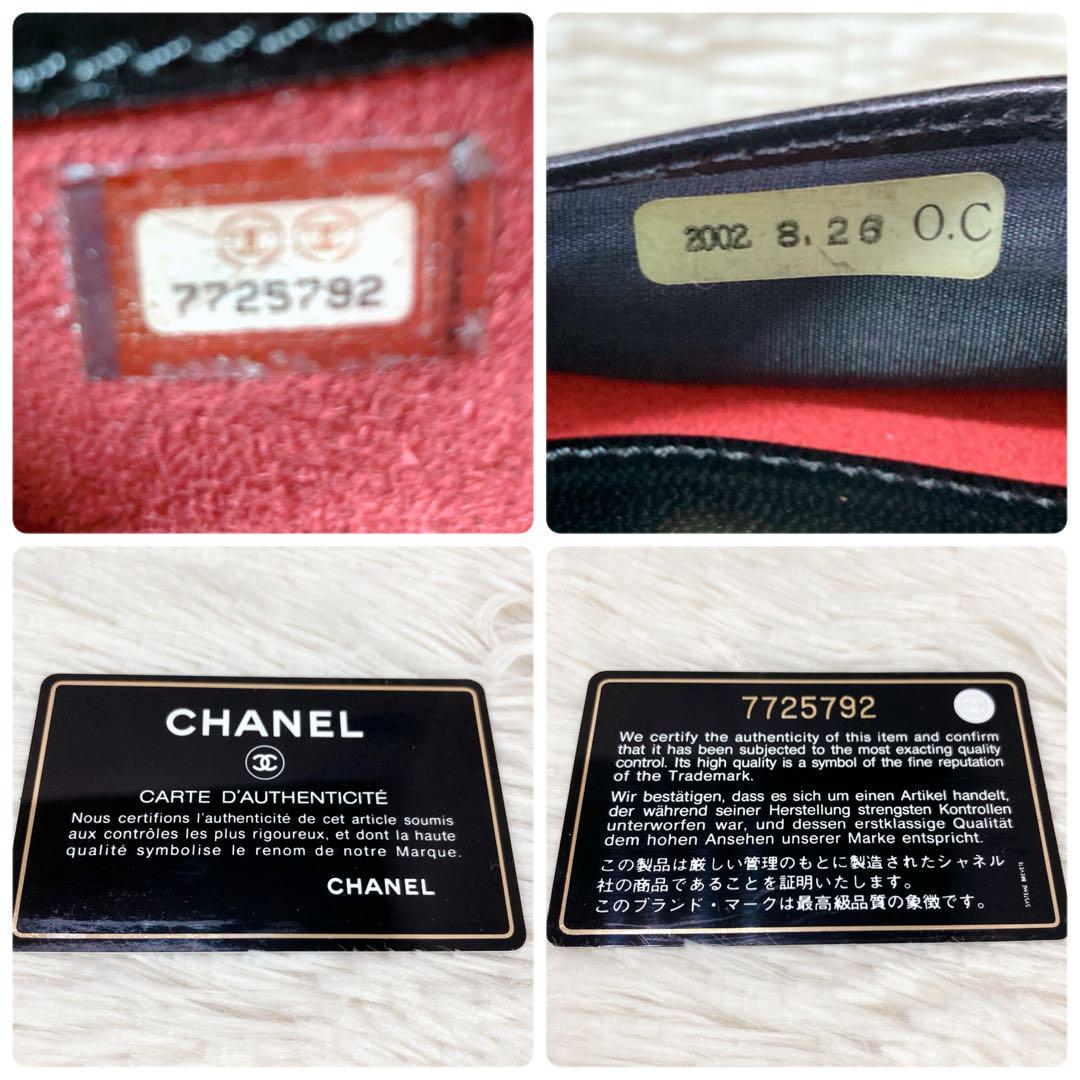 7725792
2002 8.26 O.C
CHANEL
CARTE D'AUTHENTICITÉ
Nous certifions l'authenticité de cet article soumis
aux contrôles les plus rigoureux, et dont la haute
qualité symbolise le renom de notre Marque.
CHANEL
7725792
We certify the authenticity of this item and confirm
that it has been subjected to the most exacting quality
control. Its high quality is a symbol of the fine reputation
of the Trademark.
Wir bestätigen, dass es sich um einen Artikel handelt,
der während seiner Herstellung strengsten Kontrollen
unterworfen war, und dessen erstklassige Qualität
dem hohen Ansehen unserer Marke entspricht.
この製品は厳しい管理のもとに製造されたシャネル
社の商品であることを証明いたします。
このブランド・マークは最高級品質の象徴です。
SYSTEME BREVETE